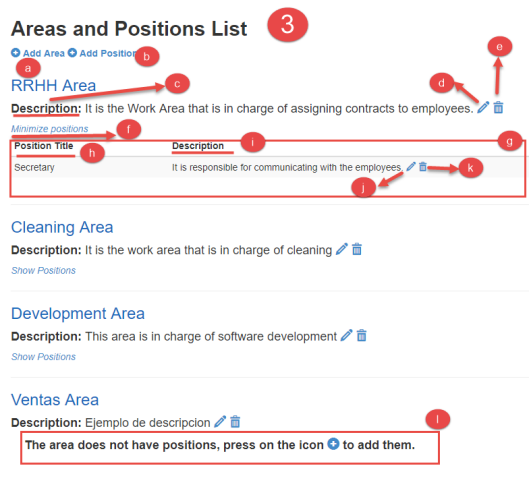 Areas and Positions List 3
Add Area Add Position b
a e
RRHH Area c d
Description: It is the Work Area that is in charge of assigning contracts to employees.
Minimize positions f g
Position Title h Description i
Secretary It is responsible for communicating with the employees. k
j
Cleaning Area
Description: It is the work area that is in charge of cleaning
Show Positions
Development Area
Description: This area is in charge of software development
Show Positions
Ventas Area
Description: Ejemplo de descripcion l
The area does not have positions, press on the icon to add them.